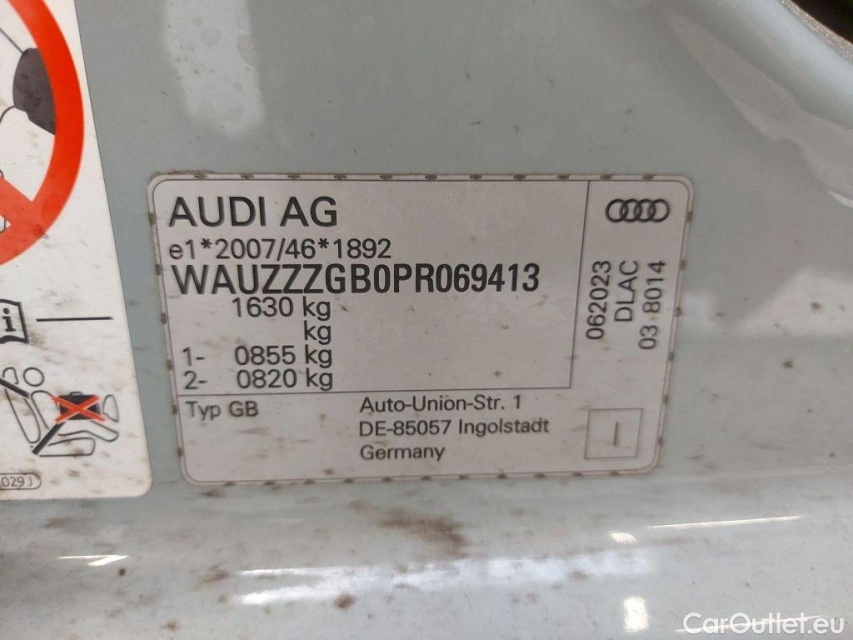 AUDI AG
e1*2007/46*1892
WAUZZZGB0PR069413
1630 kg
kg
1- 0855 kg
2- 0820 kg
Typ GB
Auto-Union-Str. 1
DE-85057 Ingolstadt
Germany
062023
DLAC
03 8014
I
i
029J
CarOutlet.eu